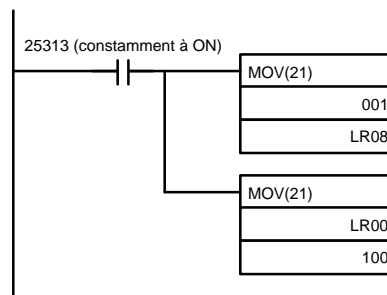 25313 (constamment à ON)
MOV(21)
001
LR08
MOV(21)
LR00
100